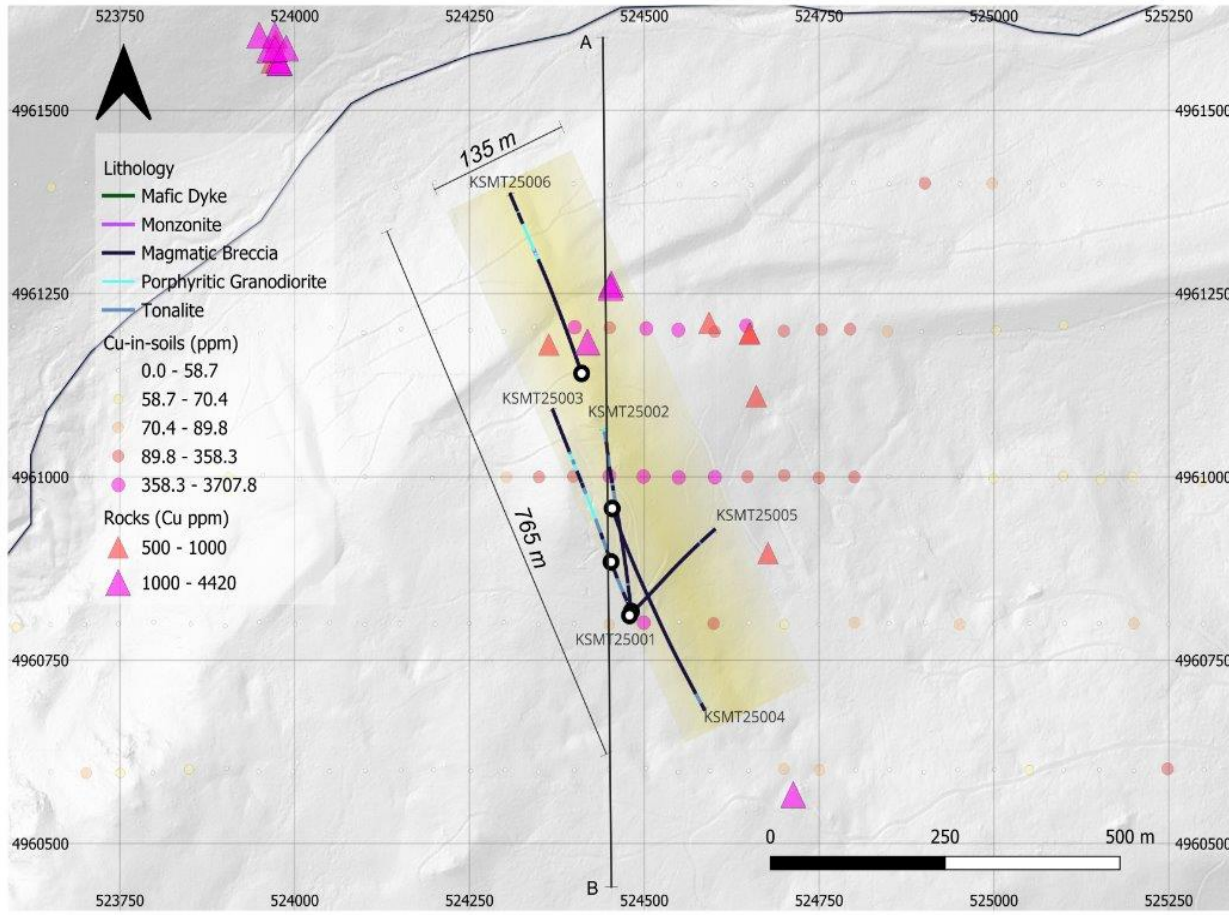 523750 524000 524250 524500 524750 525000 525250
A
4961500 4961500
135 m
Lithology
KSMT25006
Mafic Dyke
Monzonite
Magmatic Breccia
Porphyritic Granodiorite
4961250 4961250
Tonalite
Cu-in-soils (ppm)
0.0 - 58.7
58.7 - 70.4
KSMT25003 KSMT25002
70.4 - 89.8
89.8 - 358.3
4961000 4961000
358.3 - 3707.8
Rocks (Cu ppm)
KSMT25005
500 - 1000
765 m
1000 - 4420
KSMT25001
4960750 4960750
KSMT25004
0 250 500 m
4960500 4960500
B
523750 524000 524250 524500 524750 525000 525250